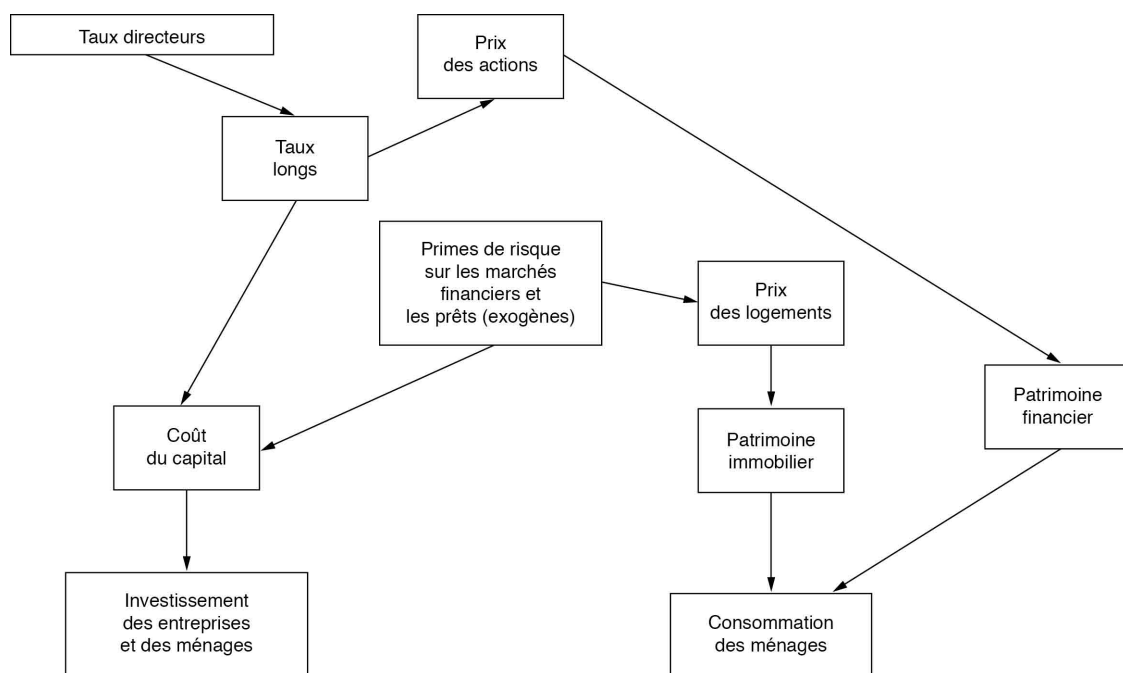 Taux directeurs
Prix
des actions
Taux
longs
Primes de risque
sur les marchés
financiers et
les prêts (exogènes)
Prix
des logements
Patrimoine
financier
Coût
du capital
Patrimoine
immobilier
Investissement
des entreprises
et des ménages
Consommation
des ménages